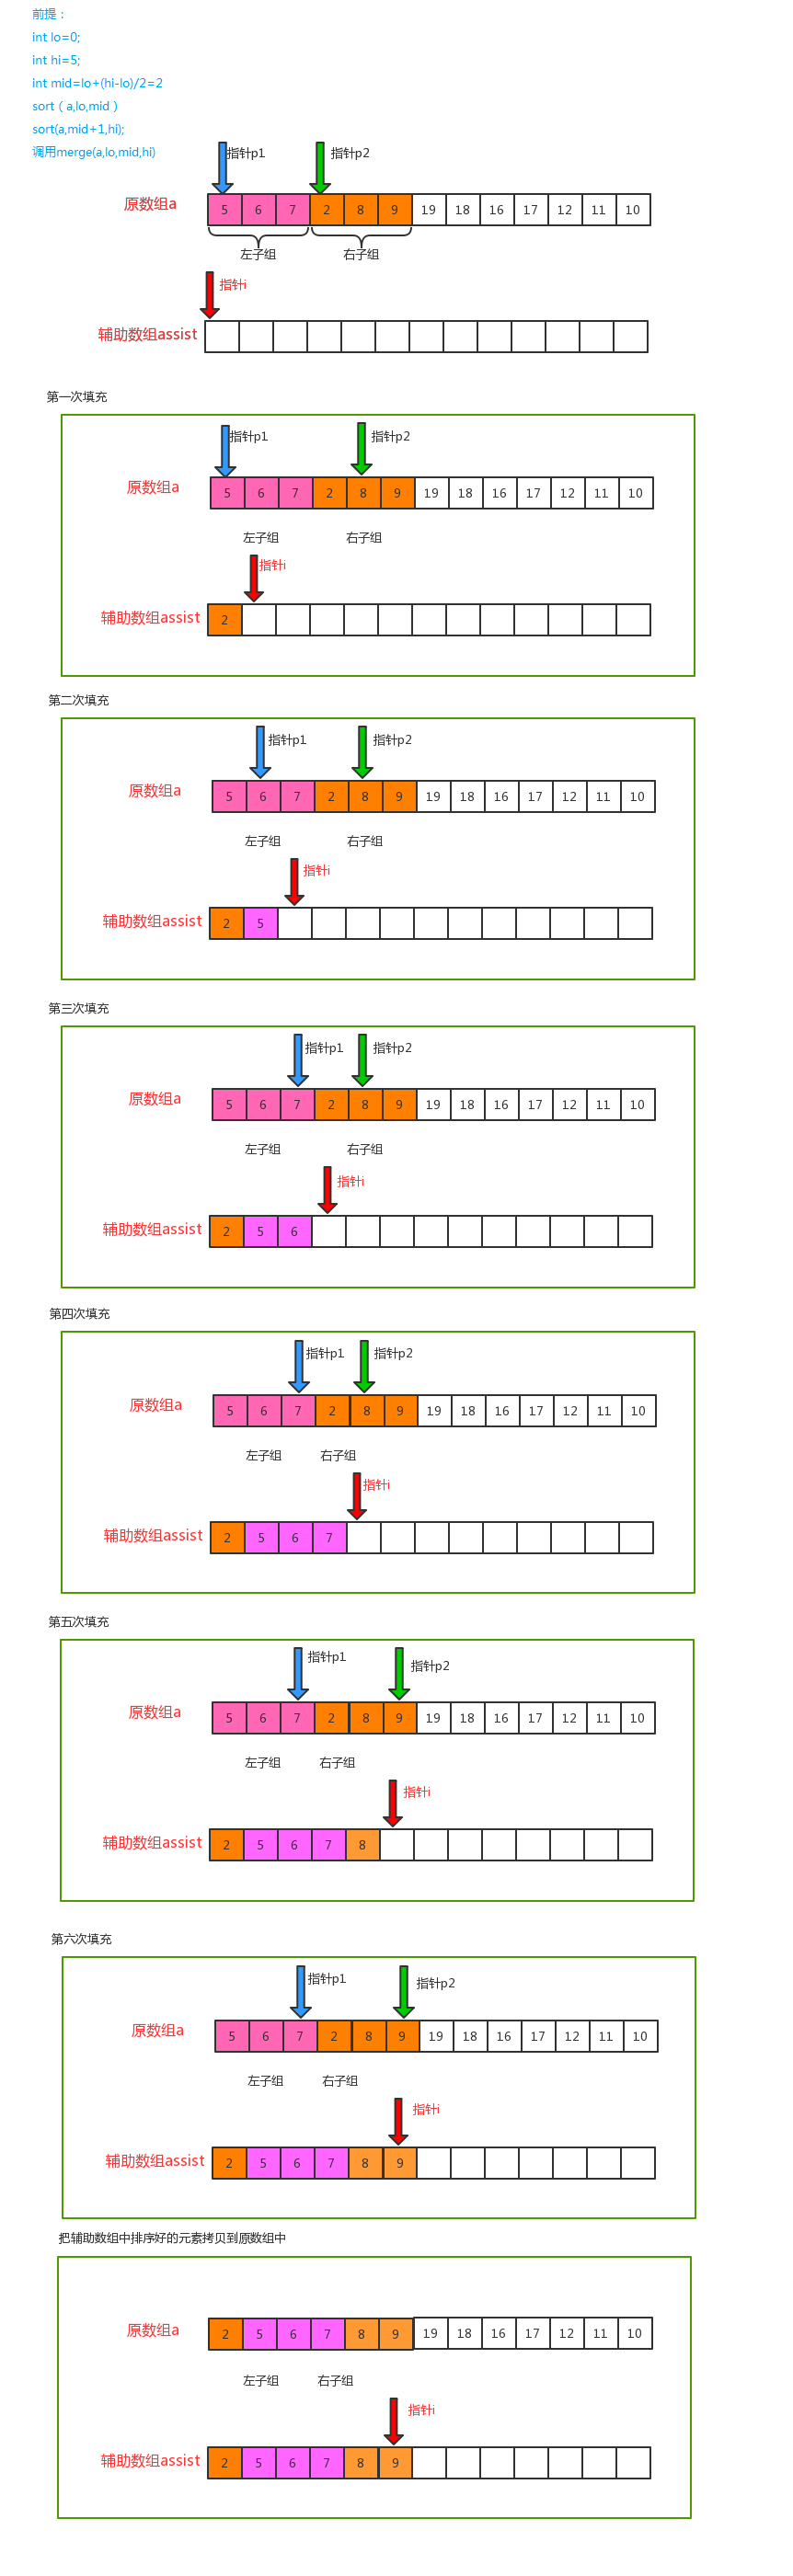 前提：
int lo=0;
int hi=5;
int mid=lo+(hi-lo)/2=2
sort（a,lo,mid）
sort(a,mid+1,hi);
调用merge(a,lo,mid,hi)
指针p1 指针p2
原数组a 5 6 7 2 8 9 19 18 16 17 12 11 10
左子组 右子组
指针i
辅助数组assist
第一次填充
指针p1 指针p2
原数组a 5 6 7 2 8 9 19 18 16 17 12 11 10
左子组 右子组
指针i
辅助数组assist 2
第二次填充
指针p1 指针p2
原数组a 5 6 7 2 8 9 19 18 16 17 12 11 10
左子组 右子组
指针i
辅助数组assist 2 5
第三次填充
指针p1 指针p2
原数组a 5 6 7 2 8 9 19 18 16 17 12 11 10
左子组 右子组
指针i
辅助数组assist 2 5 6
第四次填充
指针p1 指针p2
原数组a 5 6 7 2 8 9 19 18 16 17 12 11 10
左子组 右子组
指针i
辅助数组assist 2 5 6 7
第五次填充
指针p1 指针p2
原数组a 5 6 7 2 8 9 19 18 16 17 12 11 10
左子组 右子组
指针i
辅助数组assist 2 5 6 7 8
第六次填充
指针p1 指针p2
原数组a 5 6 7 2 8 9 19 18 16 17 12 11 10
左子组 右子组
指针i
辅助数组assist 2 5 6 7 8 9
把辅助数组中排序好的元素拷贝到原数组中
原数组a 2 5 6 7 8 9 19 18 16 17 12 11 10
左子组 右子组
指针i
辅助数组assist 2 5 6 7 8 9